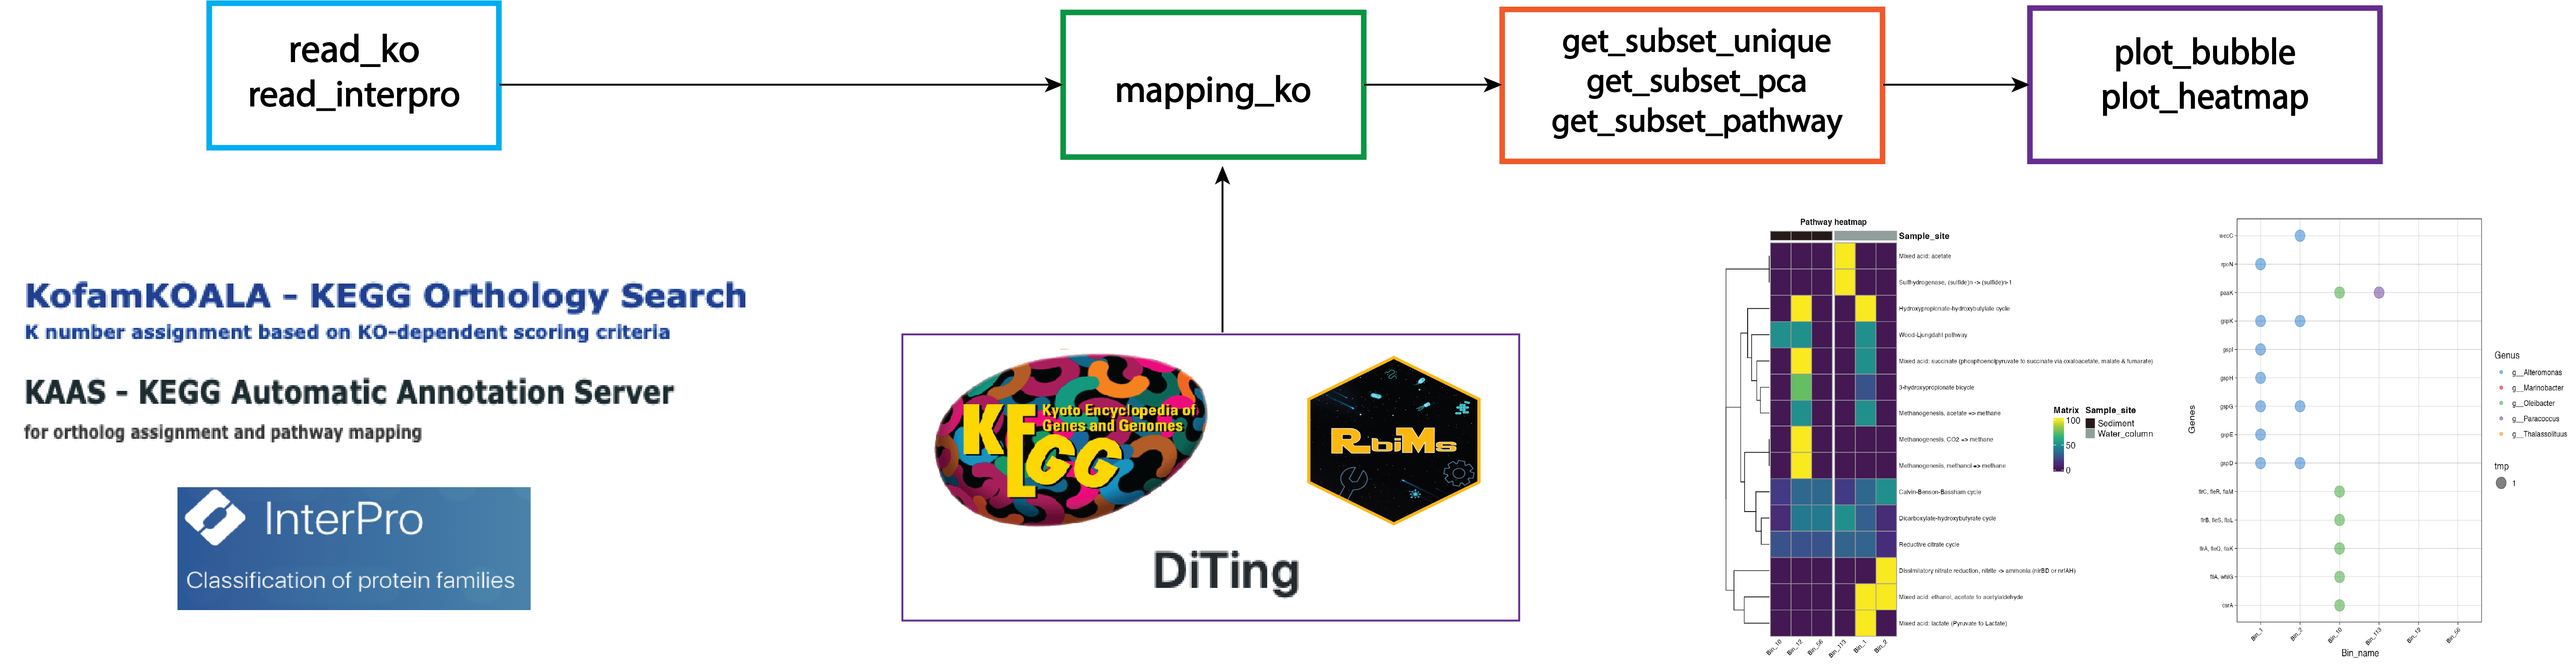 read_ko
read_interpro
mapping_ko
get_subset_unique
get_subset_pca
get_subset_pathway
plot_bubble
plot_heatmap
KofamKOALA - KEGG Orthology Search
K number assignment based on KO-dependent scoring criteria
KAAS - KEGG Automatic Annotation Server
for ortholog assignment and pathway mapping
InterPro
Classification of protein families
KEGG
Kyoto Encyclopedia of
Genes and Genomes
RbiMs
DiTing
Pathway heatmap
Sample_site
Mixed acid: acetate
Sulfhydrogenase, (sulfide)n -> (sulfide)n-1
Hydroxypropionate-hydroxybutylate cycle
Wood-Ljungdahl pathway
Mixed acid: succinate (phosphoenolpyruvate to succinate via oxaloacetate, malate & fumarate)
3-hydroxypropionate bicycle
Methanogenesis, acetate => methane
Methanogenesis, CO2 => methane
Methanogenesis, methanol => methane
Calvin-Benson-Bassham cycle
Dicarboxylate-hydroxybutyrate cycle
Reductive citrate cycle
Dissimilatory nitrate reduction, nitrite -> ammonia (nirBD or nrfAH)
Mixed acid: ethanol, acetate to acetylaldehyde
Mixed acid: lactate (Pyruvate to Lactate)
Bin_10
Bin_12
Bin_56
Bin_113
Bin_1
Bin_2
Matrix
100
50
0
Sample_site
Sediment
Water_column
Genes
wecC
rpoN
paaK
gspK
gspI
gspH
gspG
gspE
gspD
flrC, fleR, flaM
flrB, fleS, flaL
flrA, fleQ, flaK
fliA, whiG
csrA
Bin_1
Bin_2
Bin_10
Bin_113
Bin_12
Bin_56
Bin_name
Genus
g__Alteromonas
g__Marinobacter
g__Oleibacter
g__Paracoccus
g__Thalassolituus
tmp
1